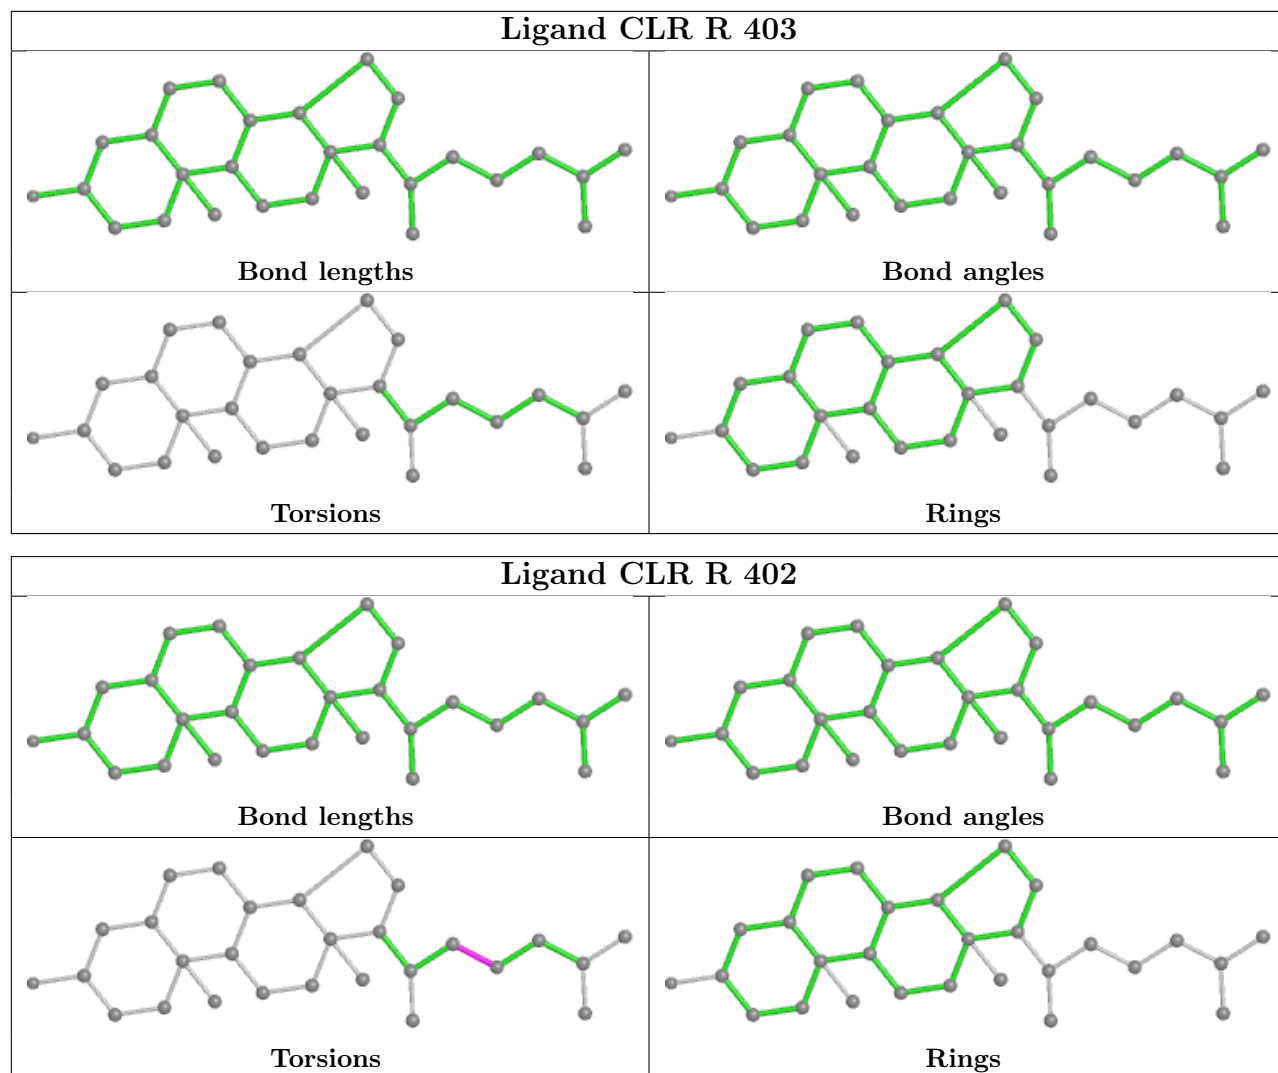 Ligand CLR R 403
Bond lengths
Bond angles
Torsions
Rings
Ligand CLR R 402
Bond lengths
Bond angles
Torsions
Rings